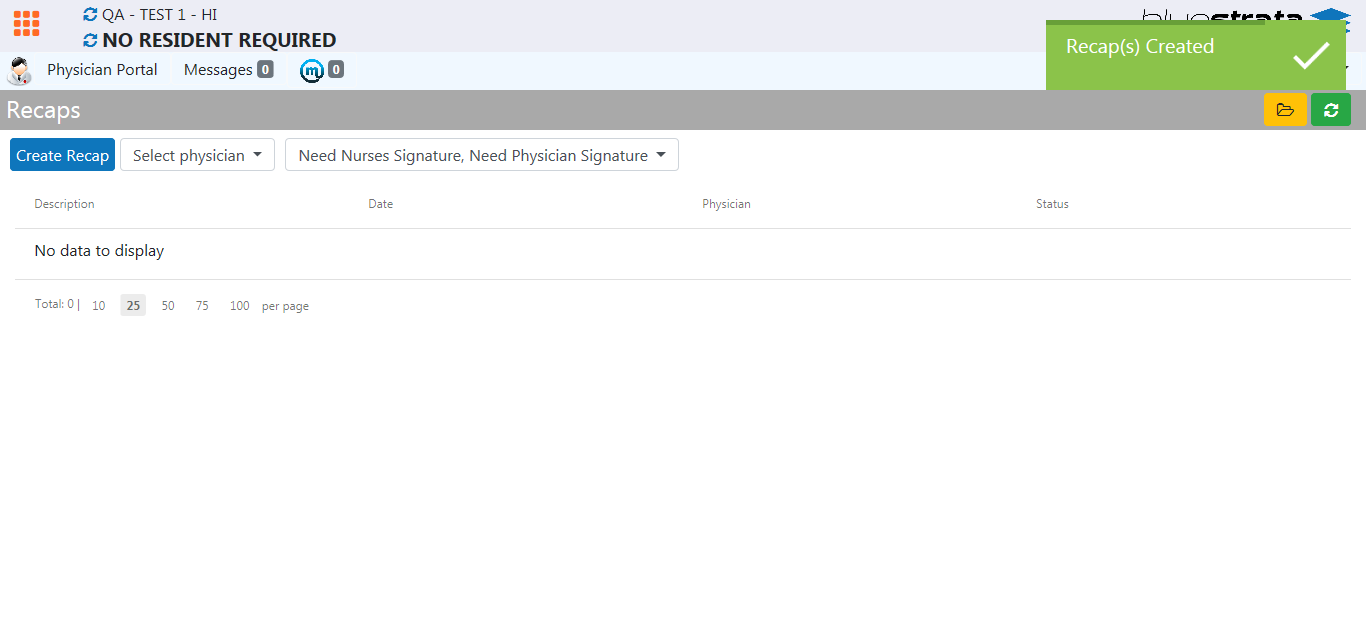 QA - TEST 1 - HI
NO RESIDENT REQUIRED
Recap(s) Created
Physician Portal
Messages 0
m 0
Recaps
Create Recap
Select physician
Need Nurses Signature, Need Physician Signature
Description Date Physician Status
No data to display
Total: 0 | 10 25 50 75 100 per page